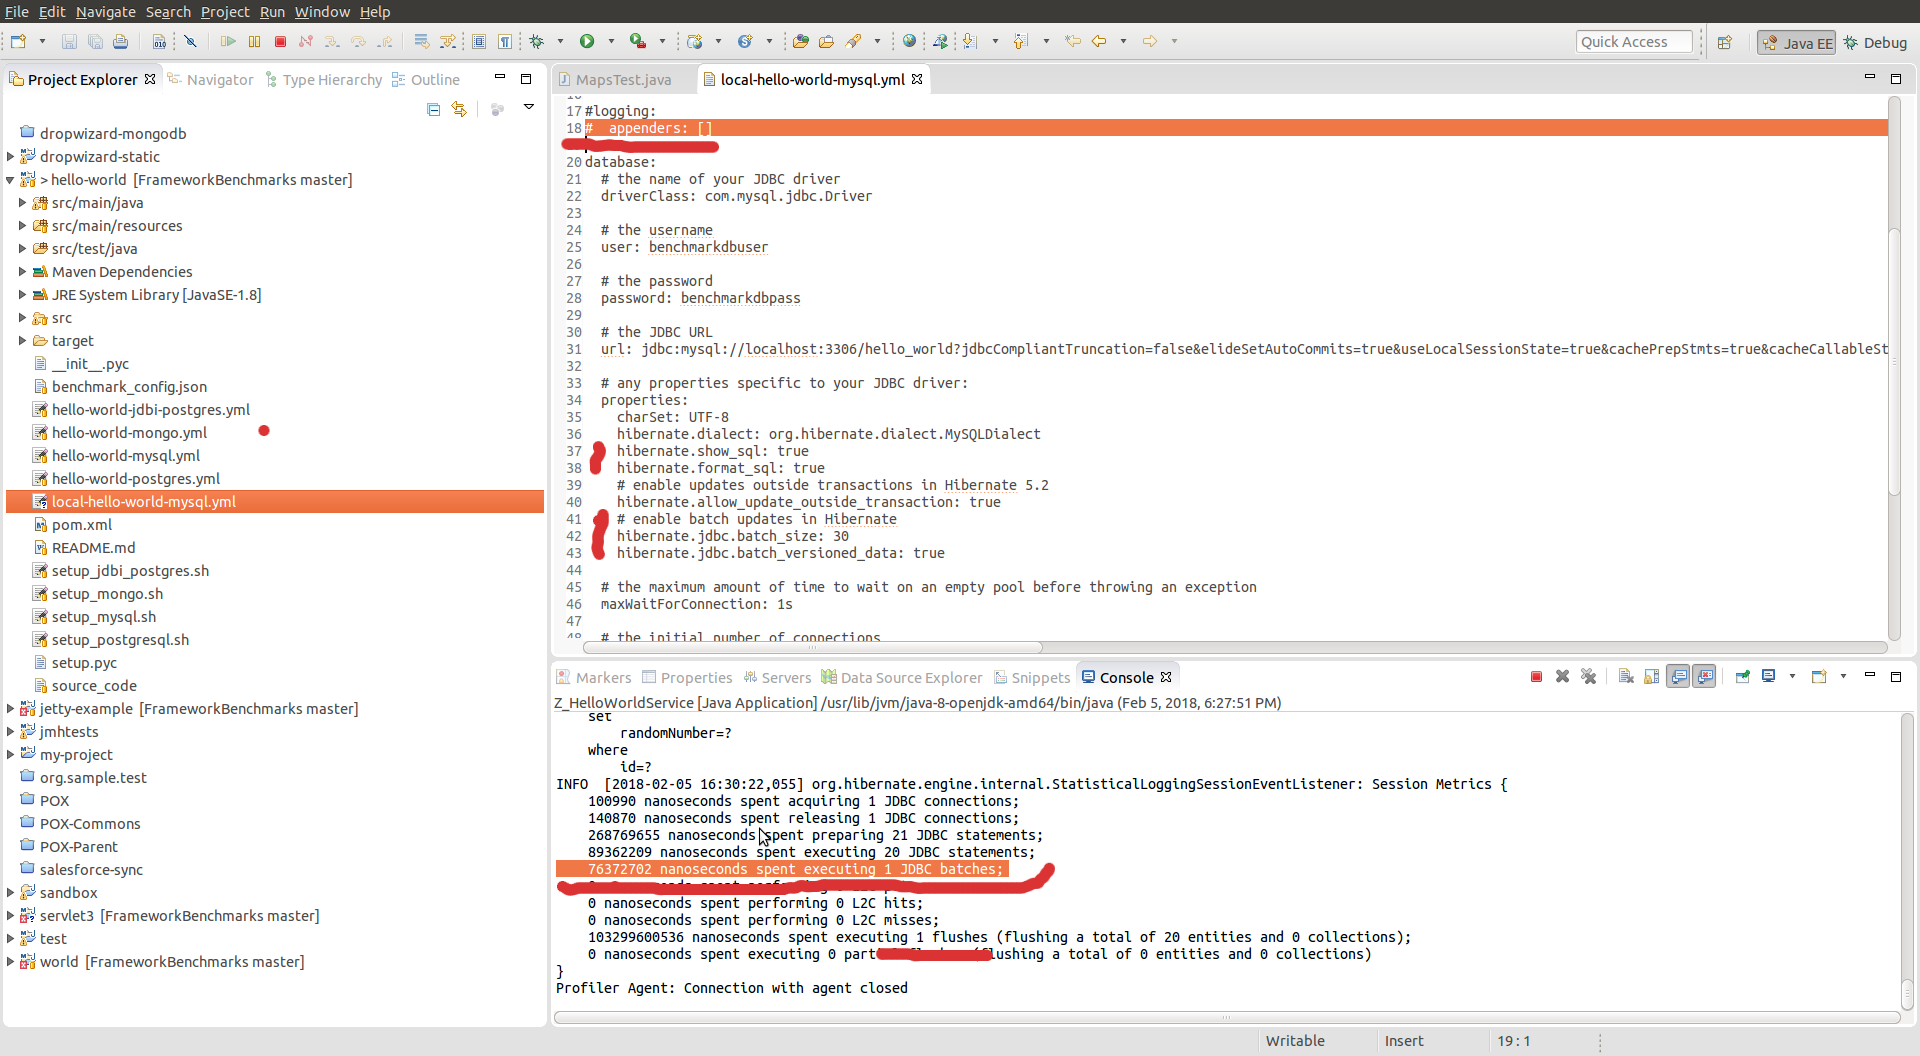 File Edit Navigate Search Project Run Window Help
Quick Access
Java EE
Debug
Project Explorer
Navigator
Type Hierarchy
Outline
dropwizard-mongodb
dropwizard-static
> hello-world [FrameworkBenchmarks master]
src/main/java
src/main/resources
src/test/java
Maven Dependencies
JRE System Library [JavaSE-1.8]
src
target
__init__.pyc
benchmark_config.json
hello-world-jdbi-postgres.yml
hello-world-mongo.yml
hello-world-mysql.yml
hello-world-postgres.yml
local-hello-world-mysql.yml
pom.xml
README.md
setup_jdbi_postgres.sh
setup_mongo.sh
setup_mysql.sh
setup_postgresql.sh
setup.pyc
source_code
jetty-example [FrameworkBenchmarks master]
jmhtests
my-project
org.sample.test
POX
POX-Commons
POX-Parent
salesforce-sync
sandbox
servlet3 [FrameworkBenchmarks master]
test
world [FrameworkBenchmarks master]
MapsTest.java
local-hello-world-mysql.yml
17 #logging:
18 #  appenders: []
20 database:
21   # the name of your JDBC driver
22   driverClass: com.mysql.jdbc.Driver
23
24   # the username
25   user: benchmarkdbuser
26
27   # the password
28   password: benchmarkdbpass
29
30   # the JDBC URL
31   url: jdbc:mysql://localhost:3306/hello_world?jdbcCompliantTruncation=false&elideSetAutoCommits=true&useLocalSessionState=true&cachePrepStmts=true&cacheCallableSt
32
33   # any properties specific to your JDBC driver:
34   properties:
35     charSet: UTF-8
36     hibernate.dialect: org.hibernate.dialect.MySQLDialect
37     hibernate.show_sql: true
38     hibernate.format_sql: true
39     # enable updates outside transactions in Hibernate 5.2
40     hibernate.allow_update_outside_transaction: true
41     # enable batch updates in Hibernate
42     hibernate.jdbc.batch_size: 30
43     hibernate.jdbc.batch_versioned_data: true
44
45   # the maximum amount of time to wait on an empty pool before throwing an exception
46   maxWaitForConnection: 1s
47
48   # the initial number of connections
Markers
Properties
Servers
Data Source Explorer
Snippets
Console
Z_HelloWorldService [Java Application] /usr/lib/jvm/java-8-openjdk-amd64/bin/java (Feb 5, 2018, 6:27:51 PM)
set
randomNumber=?
where
id=?
INFO  [2018-02-05 16:30:22,055] org.hibernate.engine.internal.StatisticalLoggingSessionEventListener: Session Metrics {
100990 nanoseconds spent acquiring 1 JDBC connections;
140870 nanoseconds spent releasing 1 JDBC connections;
268769655 nanoseconds spent preparing 21 JDBC statements;
89362209 nanoseconds spent executing 20 JDBC statements;
76372702 nanoseconds spent executing 1 JDBC batches;
0 nanoseconds spent performing 0 L2C hits;
0 nanoseconds spent performing 0 L2C misses;
103299600536 nanoseconds spent executing 1 flushes (flushing a total of 20 entities and 0 collections);
0 nanoseconds spent executing 0 part lushing a total of 0 entities and 0 collections)
}
Profiler Agent: Connection with agent closed
Writable
Insert
19 : 1